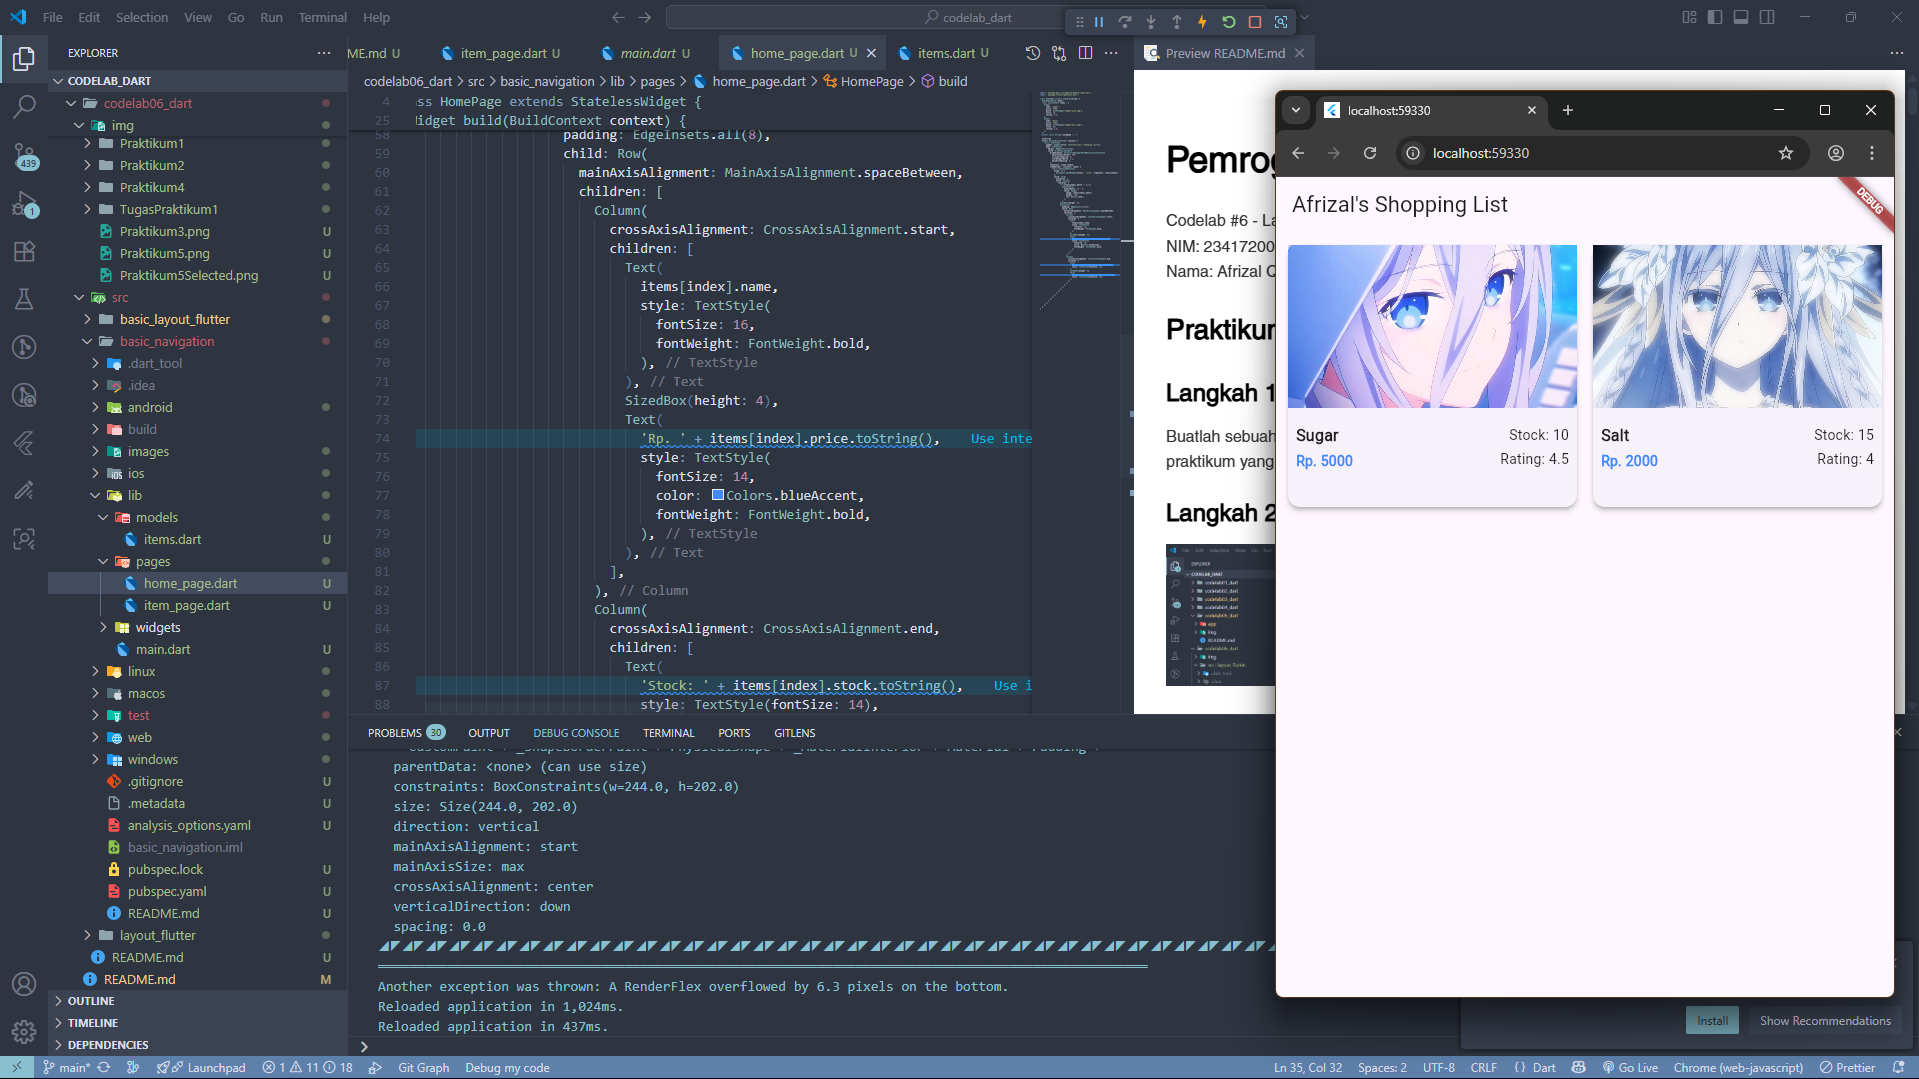 File Edit Selection View Go Run Terminal Help
codelab_dart
EXPLORER
CODELAB_DART
codelab06_dart
img
Praktikum1
Praktikum2
Praktikum4
TugasPraktikum1
Praktikum3.png U
Praktikum5.png U
Praktikum5Selected.png U
src
basic_layout_flutter
basic_navigation
.dart_tool
.idea
android
build
images
ios
lib
models
items.dart U
pages
home_page.dart U
item_page.dart U
widgets
main.dart U
linux
macos
test
web
windows
.gitignore U
.metadata U
analysis_options.yaml U
basic_navigation.iml
pubspec.lock U
pubspec.yaml U
README.md U
layout_flutter
README.md U
README.md M
OUTLINE
TIMELINE
DEPENDENCIES
439
1
ME.md U
item_page.dart U
main.dart U
home_page.dart U
items.dart U
codelab06_dart > src > basic_navigation > lib > pages > home_page.dart > HomePage > build
4 ss HomePage extends StatelessWidget {
25 Widget build(BuildContext context) {
58 padding: EdgeInsets.all(8),
59 child: Row(
60 mainAxisAlignment: MainAxisAlignment.spaceBetween,
61 children: [
62 Column(
63 crossAxisAlignment: CrossAxisAlignment.start,
64 children: [
65 Text(
66 items[index].name,
67 style: TextStyle(
68 fontSize: 16,
69 fontWeight: FontWeight.bold,
70 ), // TextStyle
71 ), // Text
72 SizedBox(height: 4),
73 Text(
74 'Rp. ' + items[index].price.toString(), Use inte
75 style: TextStyle(
76 fontSize: 14,
77 color: Colors.blueAccent,
78 fontWeight: FontWeight.bold,
79 ), // TextStyle
80 ), // Text
81 ],
82 ), // Column
83 Column(
84 crossAxisAlignment: CrossAxisAlignment.end,
85 children: [
86 Text(
87 'Stock: ' + items[index].stock.toString(), Use i
88 style: TextStyle(fontSize: 14),
Preview README.md
Pemrog
Codelab #6 - La
NIM: 23417200
Nama: Afrizal Q
Praktikum
Langkah 1
Buatlah sebuah
praktikum yang
Langkah 2
localhost:59330
localhost:59330
Afrizal's Shopping List
DEBUG
Sugar
Stock: 10
Rp. 5000
Rating: 4.5
Salt
Stock: 15
Rp. 2000
Rating: 4
PROBLEMS 30 OUTPUT DEBUG CONSOLE TERMINAL PORTS GITLENS
parentData: <none> (can use size)
constraints: BoxConstraints(w=244.0, h=202.0)
size: Size(244.0, 202.0)
direction: vertical
mainAxisAlignment: start
mainAxisSize: max
crossAxisAlignment: center
verticalDirection: down
spacing: 0.0
Another exception was thrown: A RenderFlex overflowed by 6.3 pixels on the bottom.
Reloaded application in 1,024ms.
Reloaded application in 437ms.
Install
Show Recommendations
main* Launchpad 1 11 18 Git Graph Debug my code
Ln 35, Col 32 Spaces: 2 UTF-8 CRLF {} Dart Go Live Chrome (web-javascript) Prettier